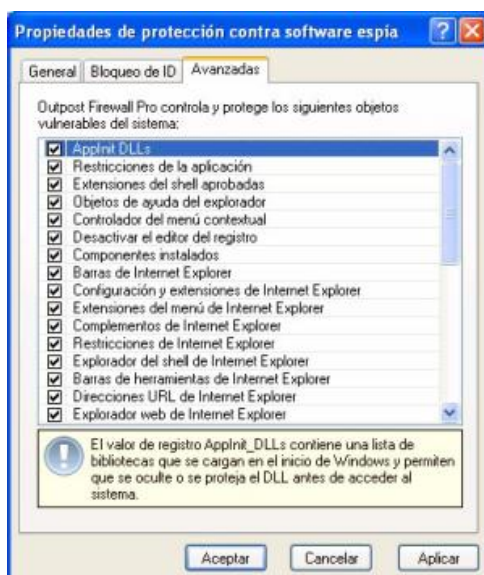 Propiedades de protección contra software espía
General Bloqueo de ID Avanzadas
Outpost Firewall Pro controla y protege los siguientes objetos
vulnerables del sistema:
AppInit DLLs
Restricciones de la aplicación
Extensiones del shell aprobadas
Objetos de ayuda del explorador
Controlador del menú contextual
Desactivar el editor del registro
Componentes instalados
Barras de Internet Explorer
Configuración y extensiones de Internet Explorer
Extensiones del menú de Internet Explorer
Complementos de Internet Explorer
Restricciones de Internet Explorer
Explorador del shell de Internet Explorer
Barras de herramientas de Internet Explorer
Direcciones URL de Internet Explorer
Explorador web de Internet Explorer
El valor de registro AppInit_DLLs contiene una lista de
bibliotecas que se cargan en el inicio de Windows y permiten
que se oculte o se proteja el DLL antes de acceder al
sistema.
Aceptar Cancelar Aplicar